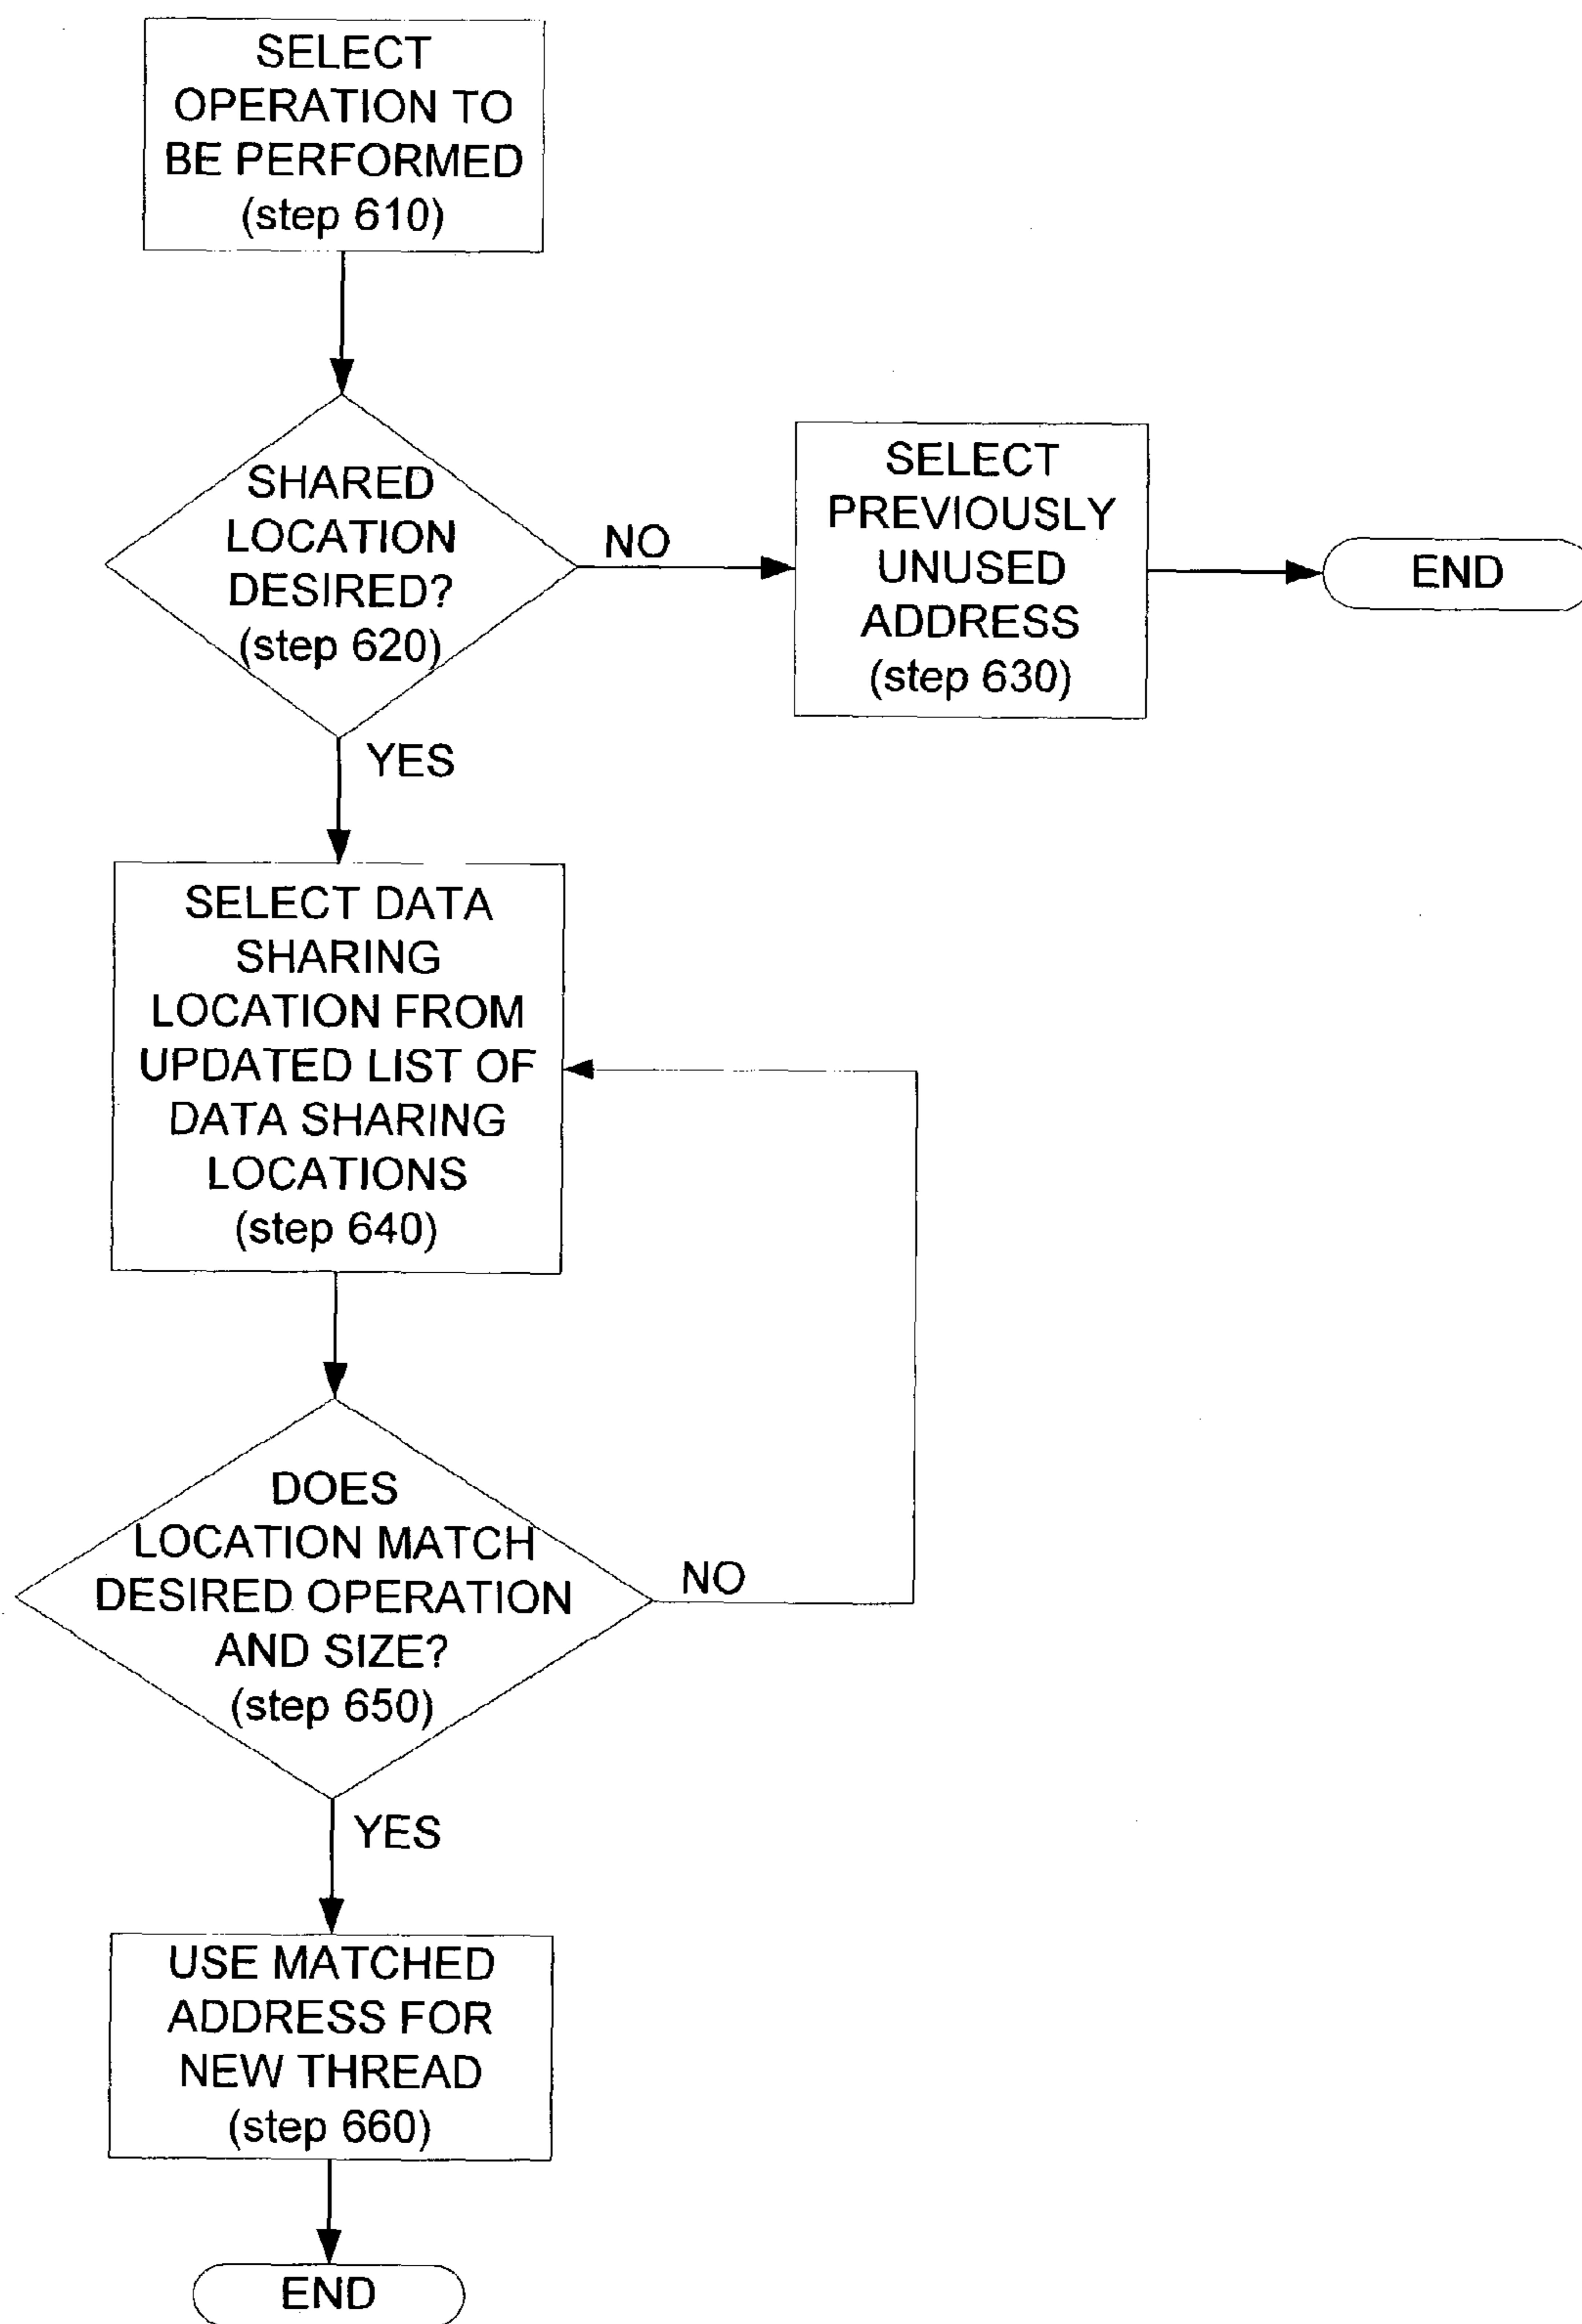 SELECT
OPERATION TO
BE PERFORMED
(step 610)
SHARED
LOCATION
DESIRED?
(step 620)
NO
SELECT
PREVIOUSLY
UNUSED
ADDRESS
(step 630)
END
YES
SELECT DATA
SHARING
LOCATION FROM
UPDATED LIST OF
DATA SHARING
LOCATIONS
(step 640)
DOES
LOCATION MATCH
DESIRED OPERATION
AND SIZE?
(step 650)
NO
YES
USE MATCHED
ADDRESS FOR
NEW THREAD
(step 660)
END